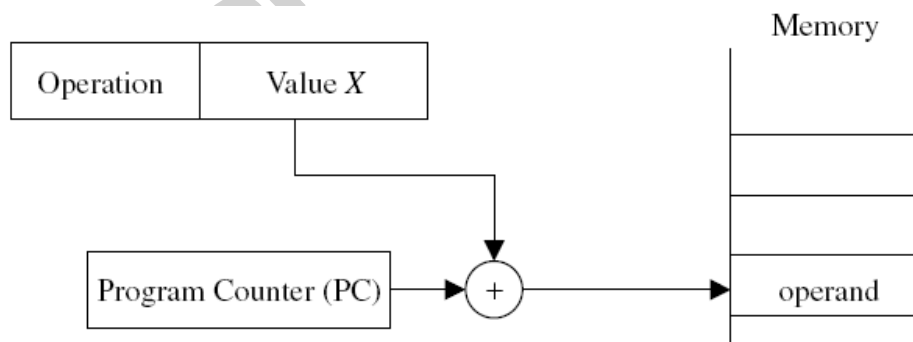 Memory
Operation
Value X
Program Counter (PC)
+
operand